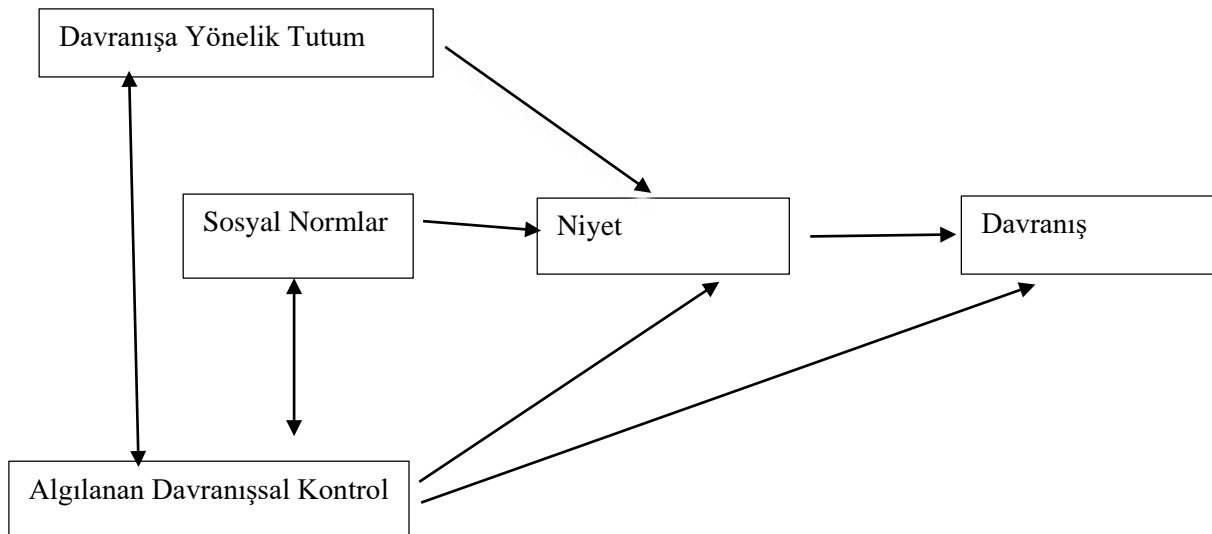 Davranışa Yönelik Tutum
Sosyal Normlar
Niyet
Davranış
Algılanan Davranışsal Kontrol